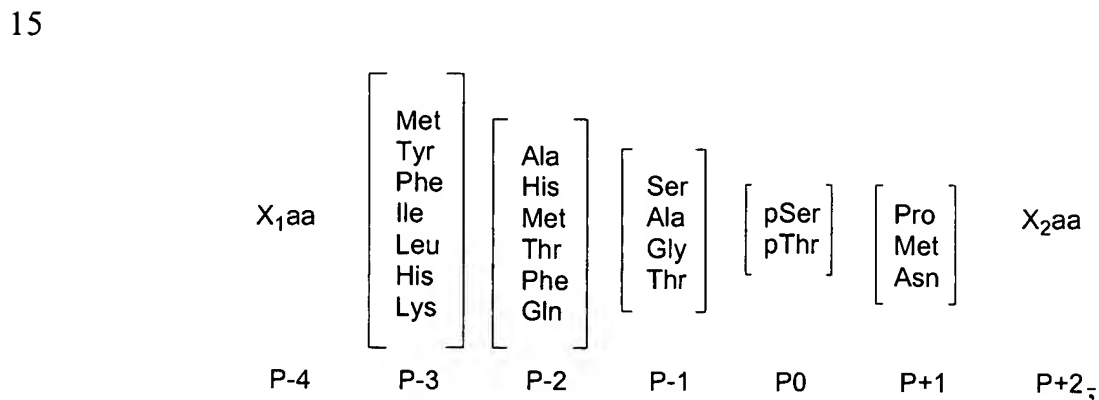 15
Met
Tyr
Phe
Ile
Leu
His
Lys
Ala
His
Met
Thr
Phe
Gln
Ser
Ala
Gly
Thr
pSer
pThr
Pro
Met
Asn
X₁aa
X₂aa
P-4 P-3 P-2 P-1 P0 P+1 P+2;